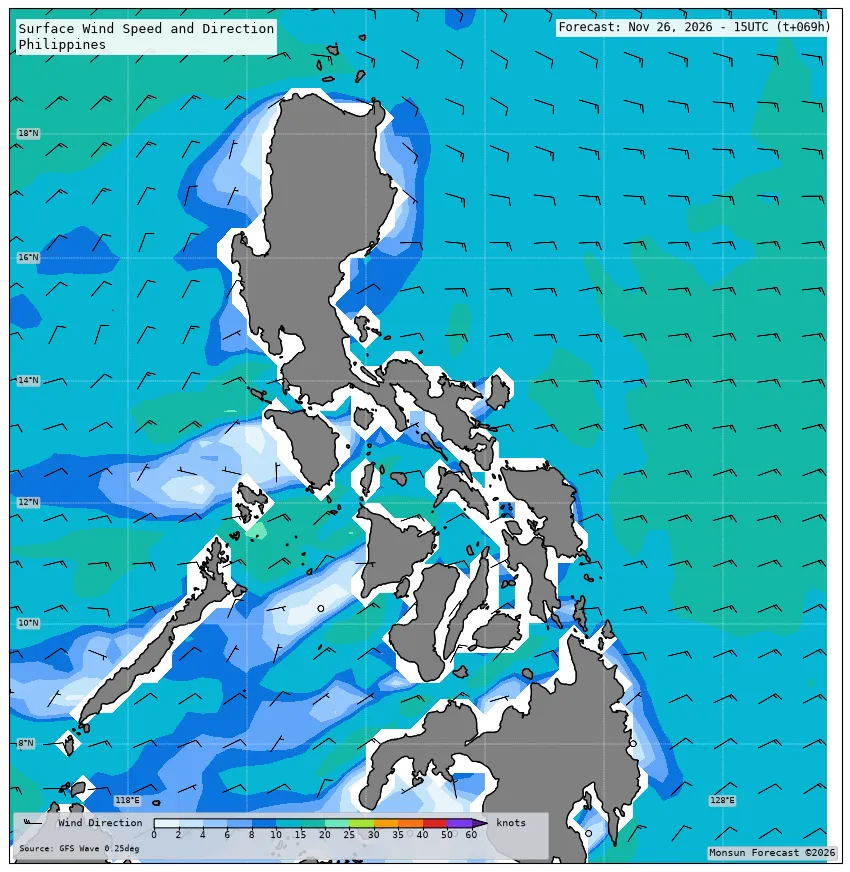 Surface Wind Speed and Direction
Philippines
Forecast: Nov 26, 2026 - 15UTC (t+069h)
18°N
16°N
14°N
12°N
10°N
8°N
118°E
128°E
Wind Direction
0 2 4 6 8 10 15 20 25 30 35 40 50 60
knots
Source: GFS Wave 0.25deg
Monsun Forecast ©2026